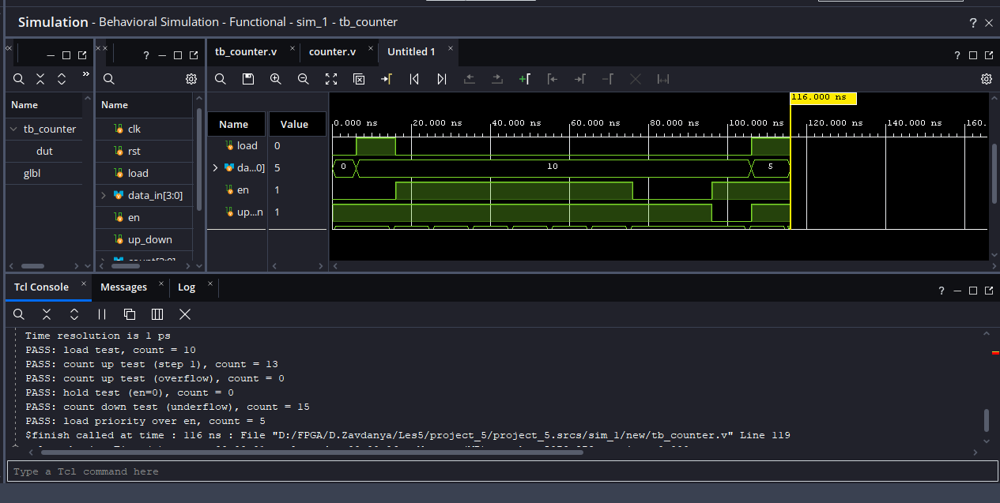 Simulation - Behavioral Simulation - Functional - sim_1 - tb_counter
tb_counter.v
counter.v
Untitled 1
Name
tb_counter
dut
glbl
Name
clk
rst
load
data_in[3:0]
en
up_down
count[3:0]
Name Value
load 0
da...0] 5
en 1
up...n 1
116.000 ns
0.000 ns 20.000 ns 40.000 ns 60.000 ns 80.000 ns 100.000 ns 120.000 ns 140.000 ns 160.
0 10 5
Tcl Console Messages Log
Time resolution is 1 ps
PASS: load test, count = 10
PASS: count up test (step 1), count = 13
PASS: count up test (overflow), count = 0
PASS: hold test (en=0), count = 0
PASS: count down test (underflow), count = 15
PASS: load priority over en, count = 5
$finish called at time : 116 ns : File "D:/FPGA/D.Zavdanya/Les5/project_5/project_5.srcs/sim_1/new/tb_counter.v" Line 119
Type a Tcl command here